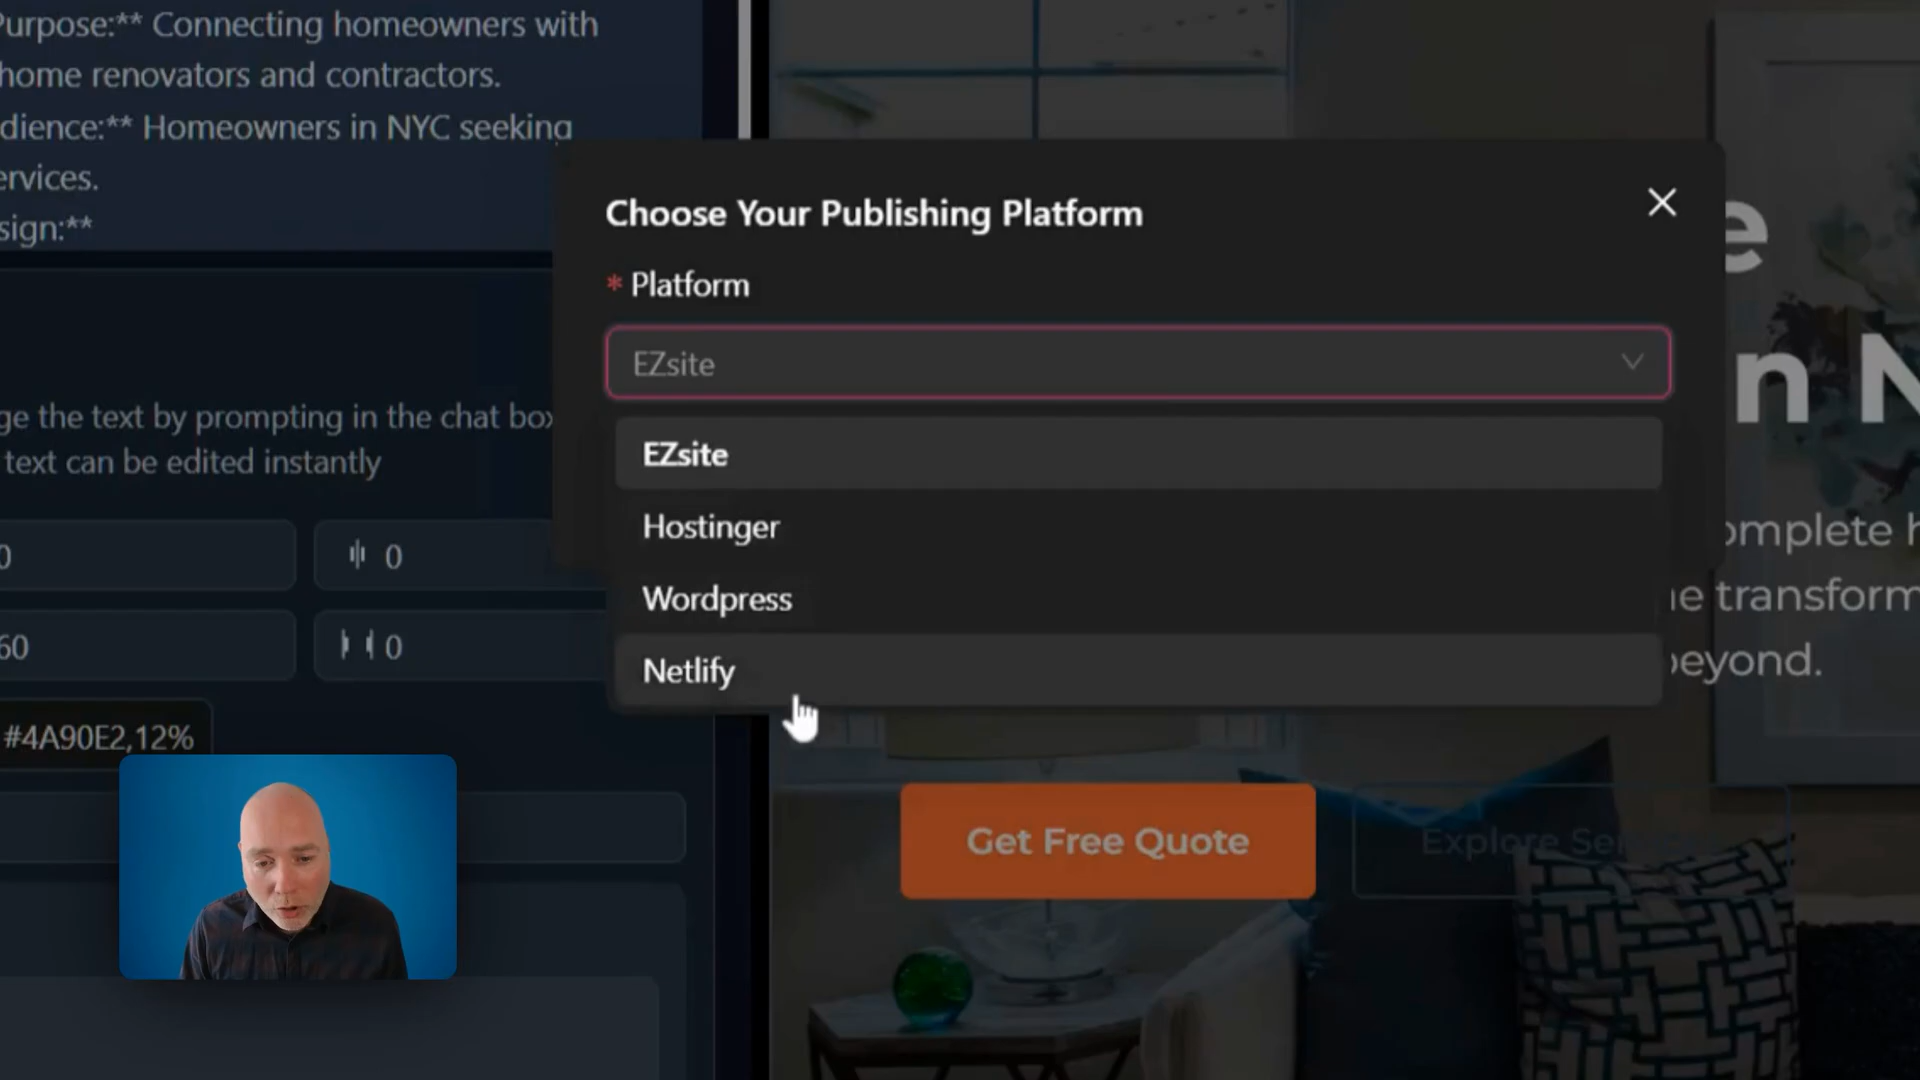 Purpose:** Connecting homeowners with
home renovators and contractors.
dience:** Homeowners in NYC seeking
ervices.
sign:**
Choose Your Publishing Platform
* Platform
EZsite
EZsite
Hostinger
Wordpress
Netlify
ge the text by prompting in the chat box
text can be edited instantly
0
0
60
0
#4A90E2,12%
e
n N
omplete h
e transform
beyond.
Get Free Quote
Explore Ser